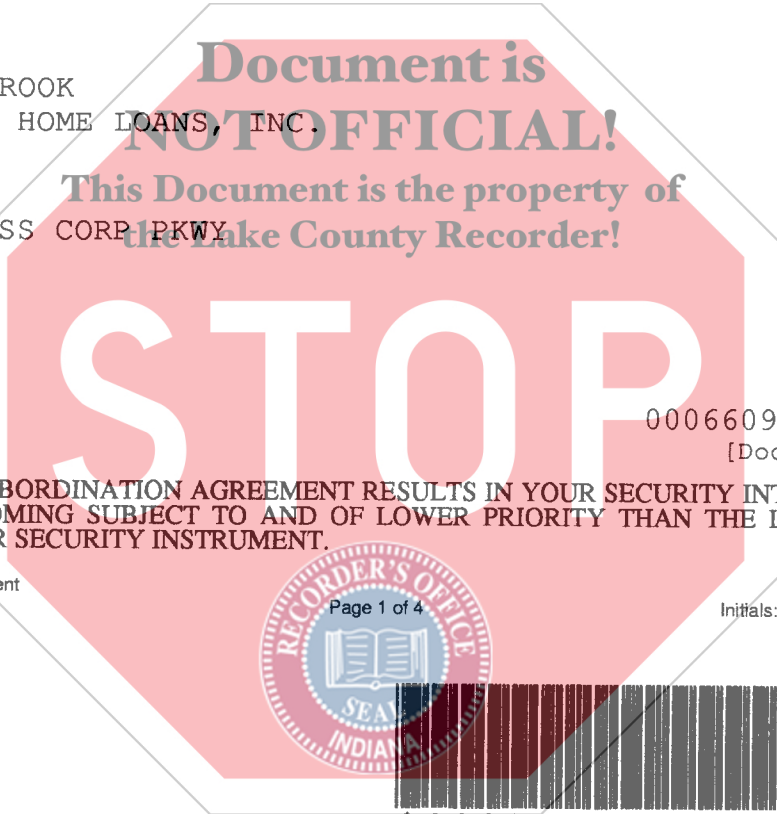 Document is
ROOK
HOME LOANS, INC.
NOT OFFICIAL!
This Document is the property of
SS CORP PKWY
the Lake County Recorder!
STOP
0006609
[Doc
BORDINATION AGREEMENT RESULTS IN YOUR SECURITY INT
OMING SUBJECT TO AND OF LOWER PRIORITY THAN THE L
R SECURITY INSTRUMENT.
ent
Page 1 of 4
Initials:
RECORDER'S OFFICE
SEAL
INDIANA